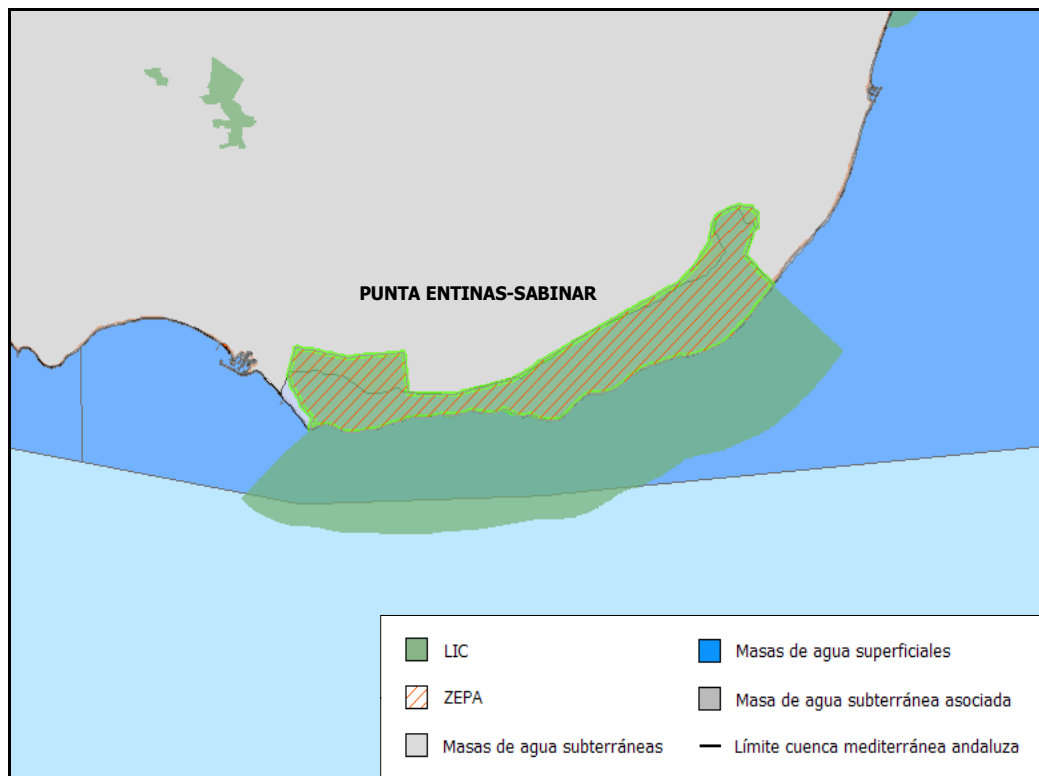 PUNTA ENTINAS-SABINAR
LIC
Masas de agua superficiales
ZEPA
Masa de agua subterránea asociada
Masas de agua subterráneas
Límite cuenca mediterránea andaluza